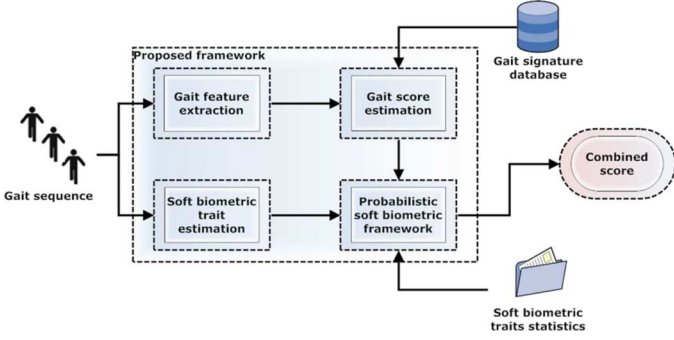 Proposed framework
Gait signature
database
Gait feature
extraction
Gait score
estimation
Gait sequence
Combined
score
Soft biometric
trait
estimation
Probabilistic
soft biometric
framework
Soft biometric
traits statistics